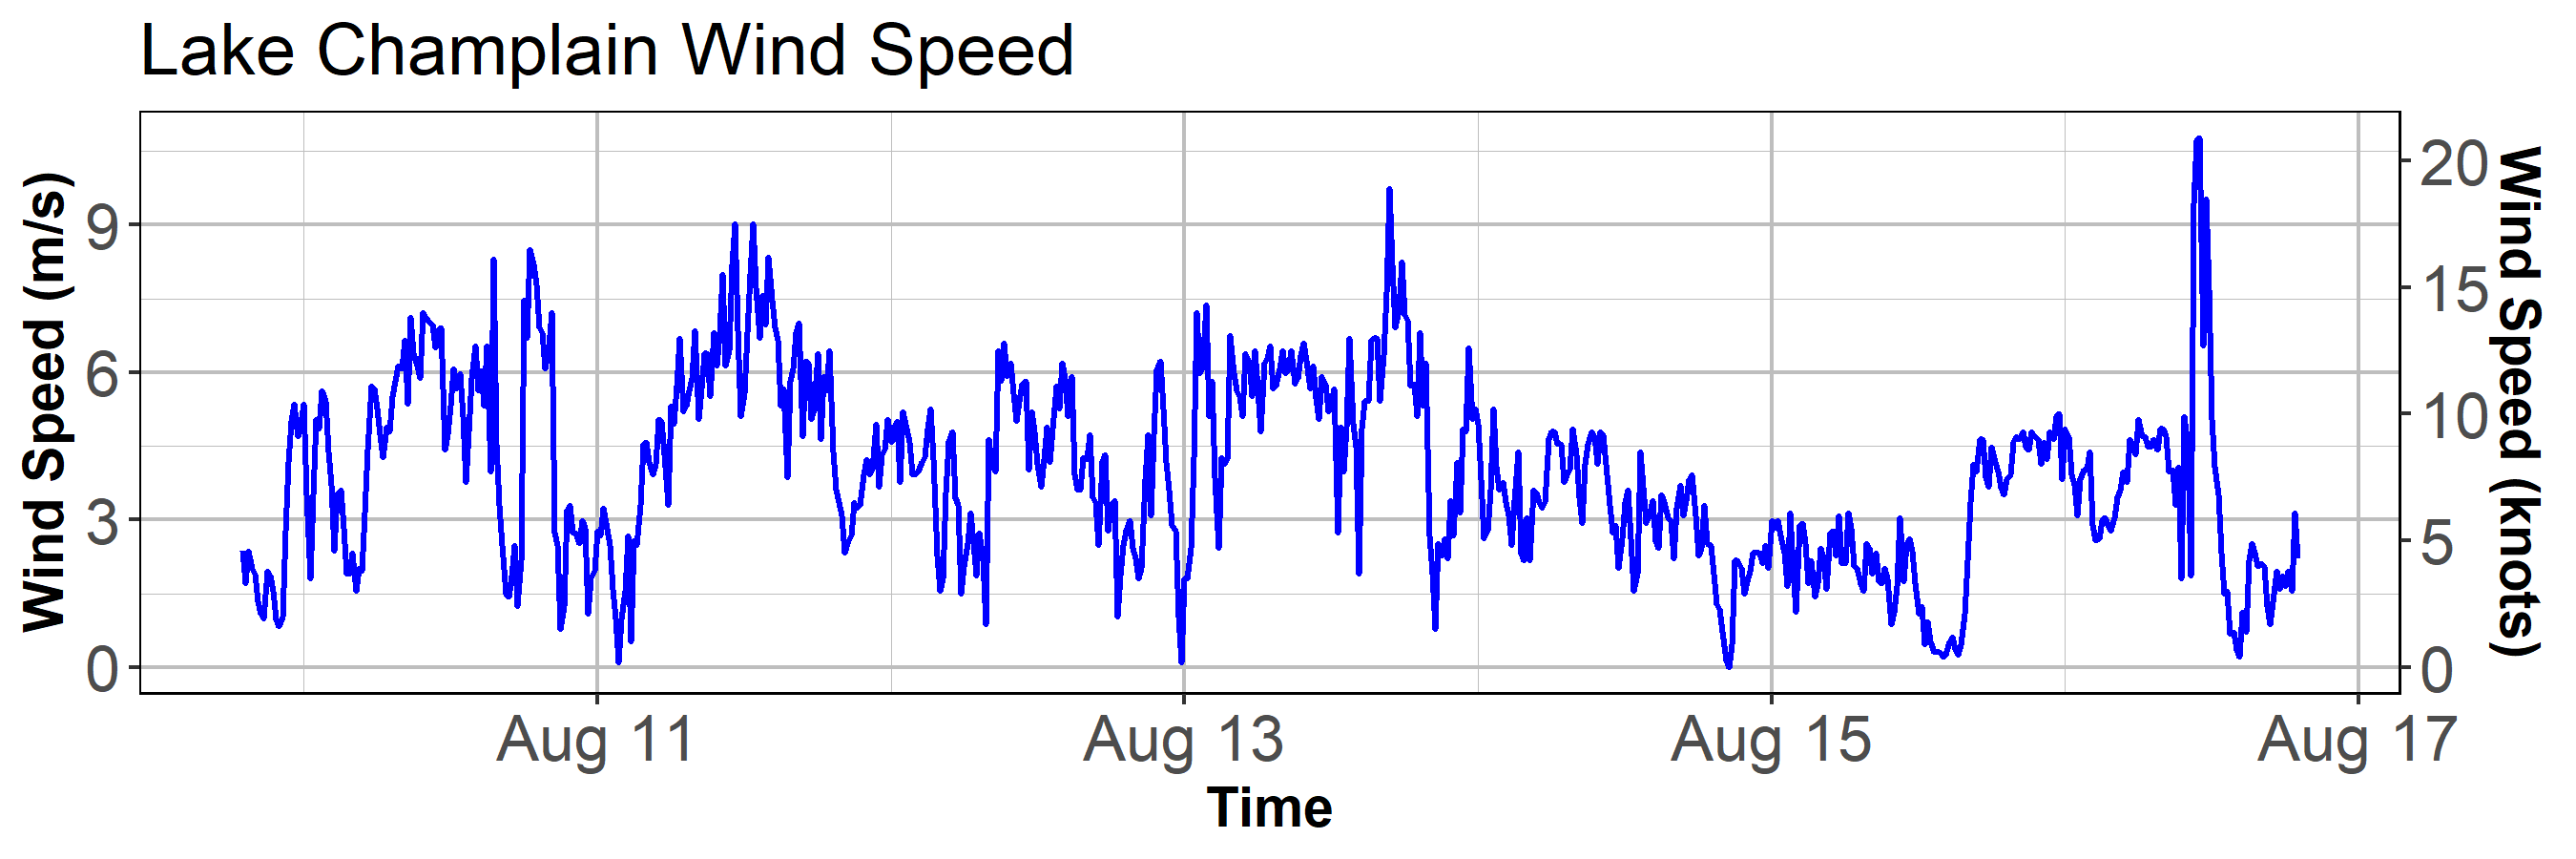 Lake Champlain Wind Speed
Wind Speed (m/s)
9
6
3
0
20
15
10
5
0
Wind Speed (knots)
Aug 11
Aug 13
Aug 15
Aug 17
Time